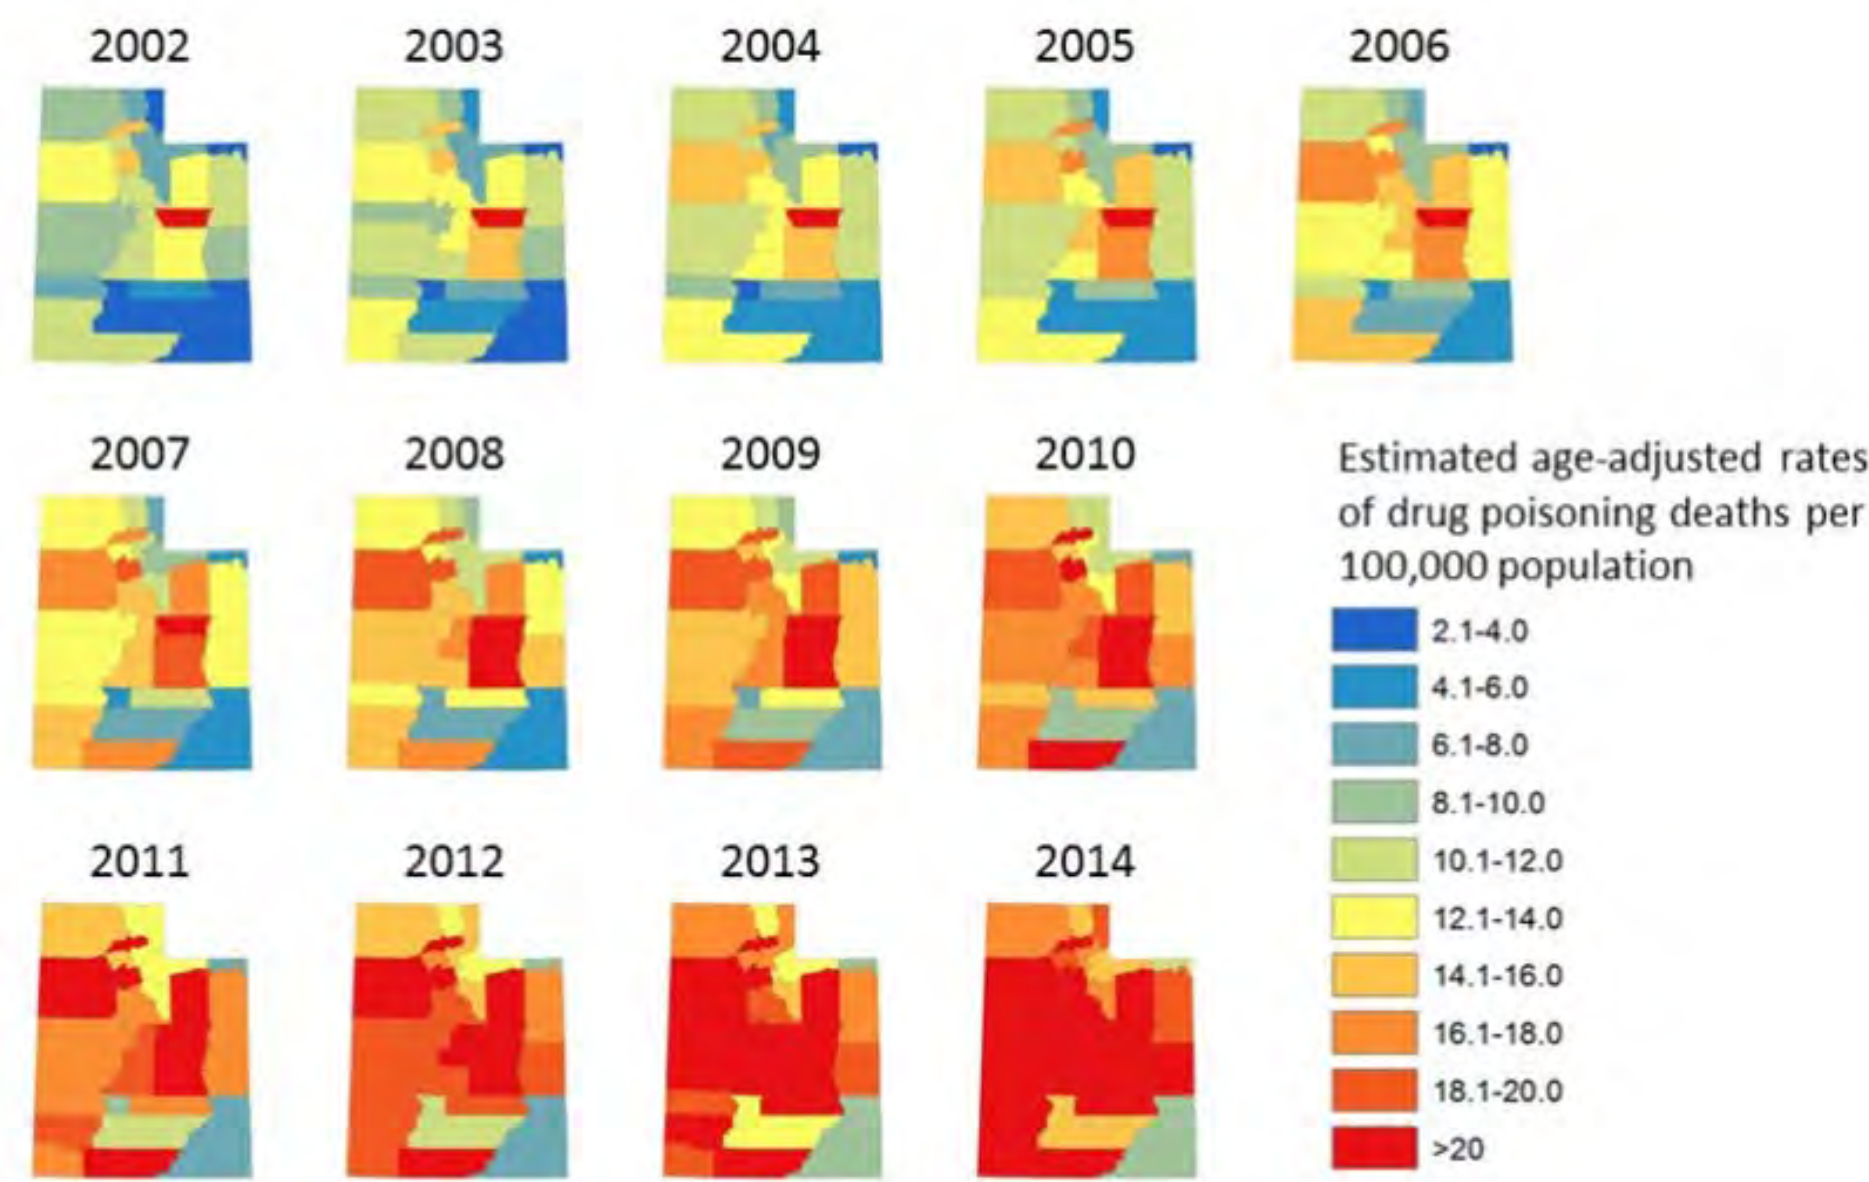 2002 2003 2004 2005 2006
2007 2008 2009 2010
Estimated age-adjusted rates
of drug poisoning deaths per
100,000 population
2.1-4.0
4.1-6.0
6.1-8.0
8.1-10.0
10.1-12.0
12.1-14.0
14.1-16.0
16.1-18.0
18.1-20.0
>20
2011 2012 2013 2014